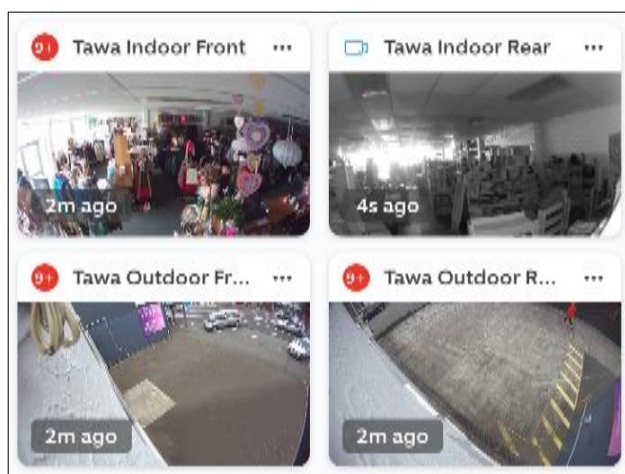 9+ Tawa Indoor Front ...
2m ago
Tawa Indoor Rear ...
4s ago
9+ Tawa Outdoor Fr... ...
2m ago
9+ Tawa Outdoor R... ...
2m ago